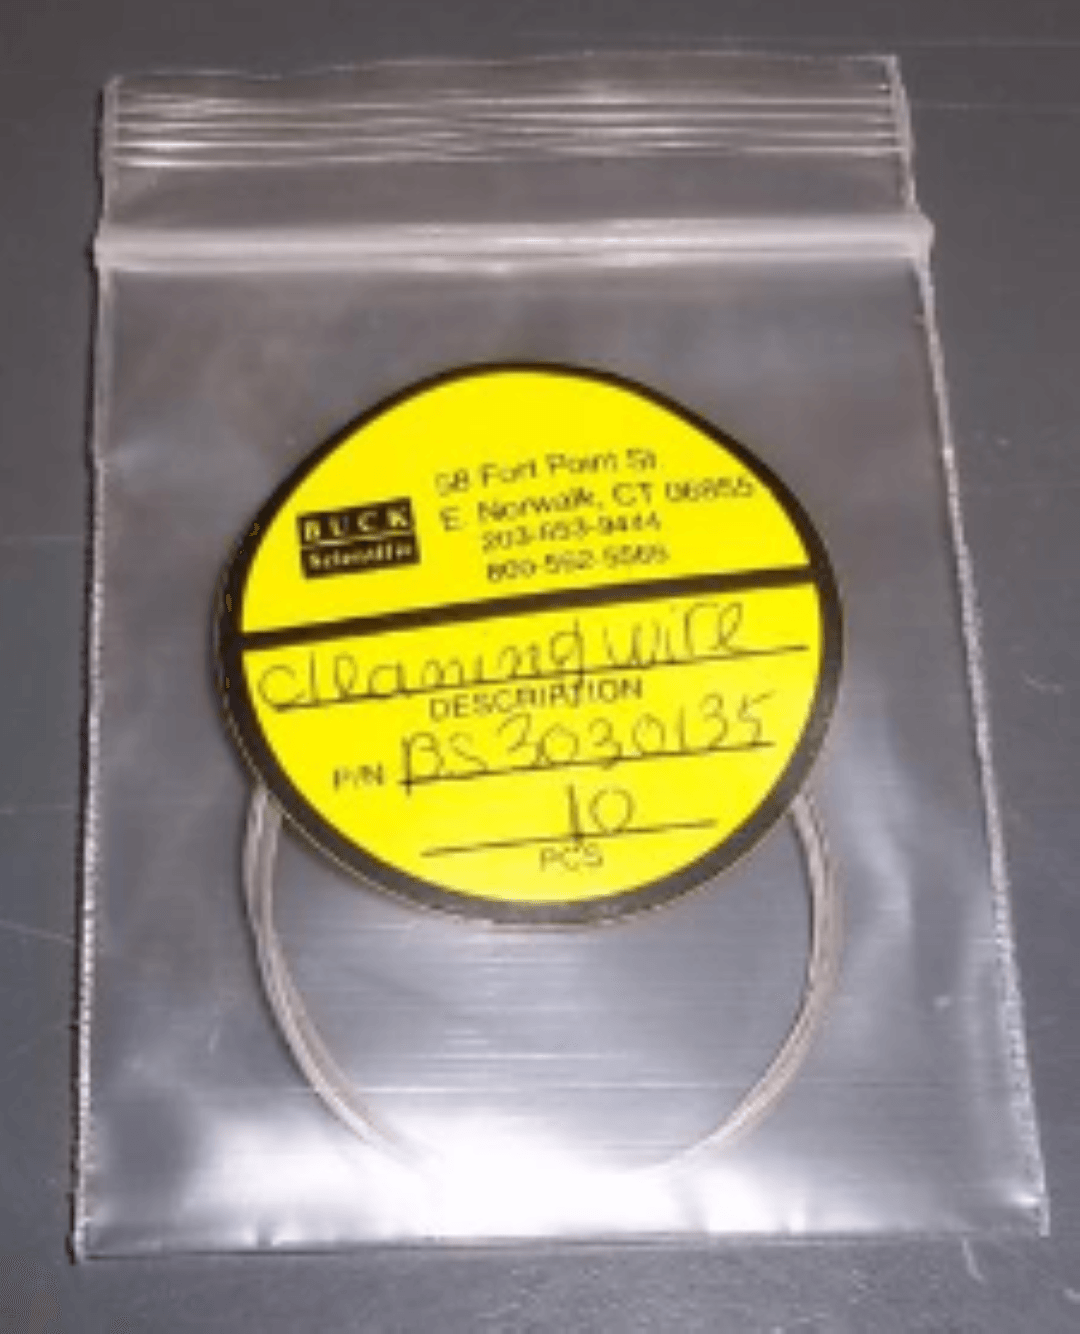 BUCK
Scientific
58 Fort Point St.
E. Norwalk, CT 06855
203-853-9444
800-562-5566
cleaning wire
DESCRIPTION
P/N BS3030135
10
PCS